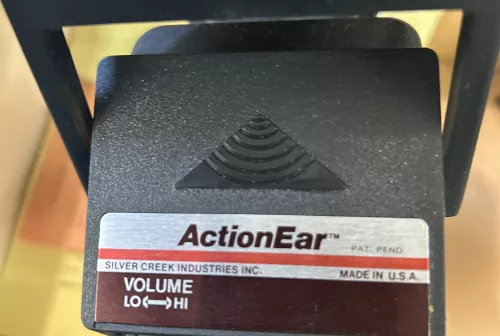 ActionEar™ PAT. PEND.
SILVER CREEK INDUSTRIES INC. MADE IN U.S.A.
VOLUME
LO ⟷ HI